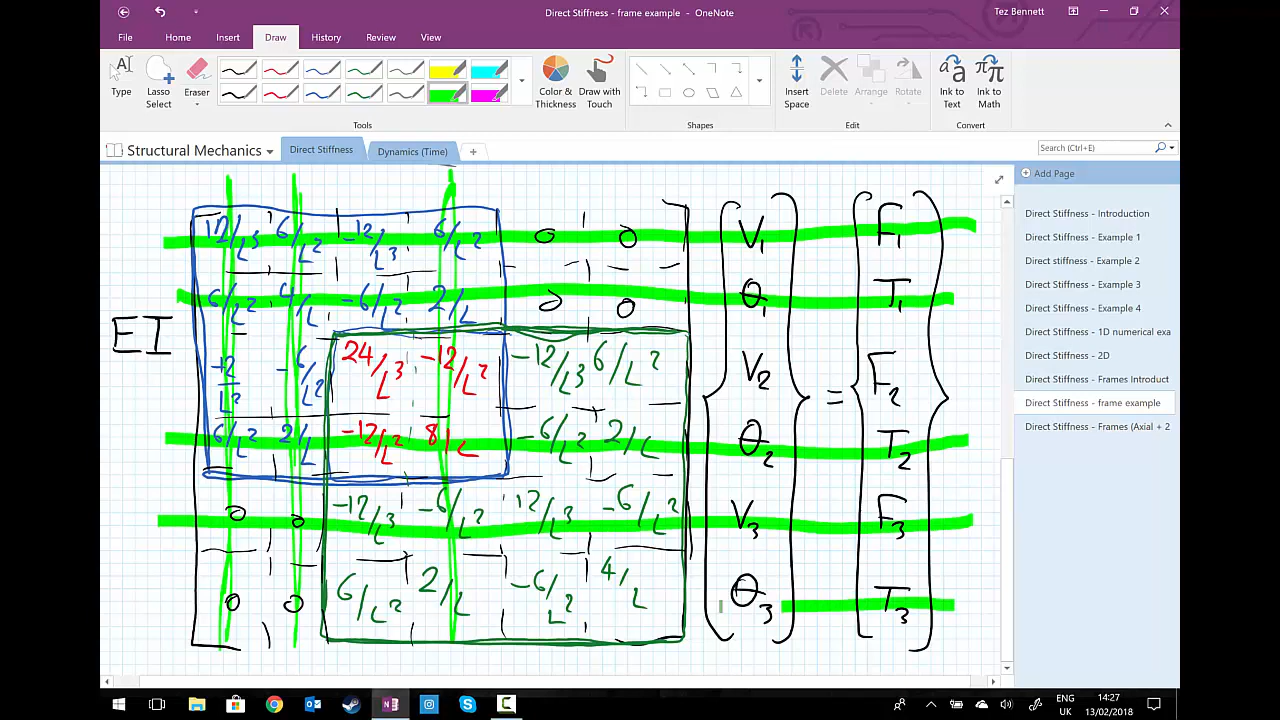 Direct Stiffness - frame example - OneNote
Tez Bennett
File Home Insert Draw History Review View
Type
Lasso Select
Eraser
Color & Thickness
Draw with Touch
Insert Space
Delete
Arrange
Rotate
Ink to Text
Ink to Math
Tools
Shapes
Edit
Convert
Structural Mechanics
Direct Stiffness
Dynamics (Time)
Search (Ctrl+E)
Add Page
Direct Stiffness - Introduction
Direct Stiffness - Example 1
Direct stiffness - Example 2
Direct Stiffness - Example 3
Direct Stiffness - Example 4
Direct Stiffness - 1D numerical exa
Direct Stiffness - 2D
Direct Stiffness - Frames Introduct
Direct Stiffness - frame example
Direct Stiffness - Frames (Axial + 2
EI
12/L³ 6/L² -12/L³ 6/L² 0 0 V₁ F₁
6/L² 4/L -6/L² 2/L 0 0 θ₁ T₁
-12/L² -6/L² 24/L³ -12/L² -12/L³ 6/L² V₂ = F₂
6/L² 2/L -12/L² 8/L -6/L² 2/L θ₂ T₂
0 0 -12/L³ -6/L² 12/L³ -6/L² V₃ F₃
0 0 6/L² 2/L -6/L² 4/L θ₃ T₃
ENG
UK
14:27
13/02/2018